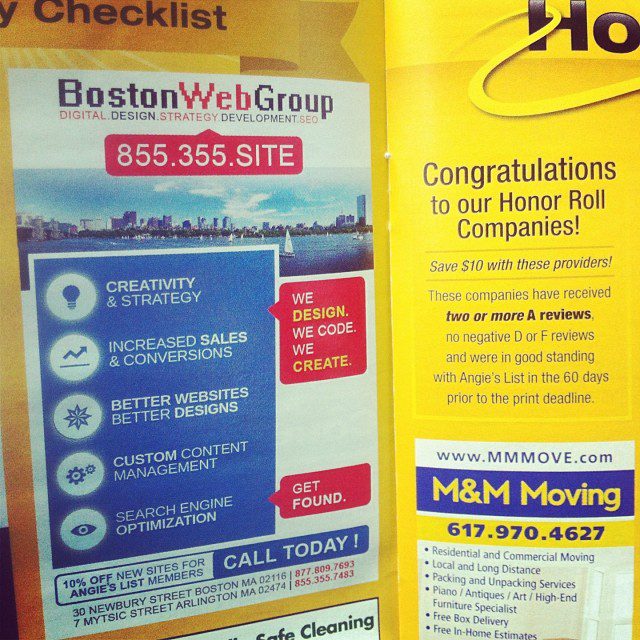 y Checklist
BostonWebGroup
DIGITAL.DESIGN.STRATEGY.DEVELOPMENT.SEO
855.355.SITE
CREATIVITY
& STRATEGY
INCREASED SALES
& CONVERSIONS
BETTER WEBSITES
BETTER DESIGNS
CUSTOM CONTENT
MANAGEMENT
SEARCH ENGINE
OPTIMIZATION
WE
DESIGN.
WE CODE.
WE
CREATE.
GET
FOUND.
10% OFF NEW SITES FOR
ANGIE'S LIST MEMBERS
CALL TODAY !
30 NEWBURY STREET BOSTON MA 02116 | 877.809.7693
7 MYTSIC STREET ARLINGTON MA 02474 | 855.355.7483
Safe Cleaning
Ho
Congratulations
to our Honor Roll
Companies!
Save $10 with these providers!
These companies have received
two or more A reviews,
no negative D or F reviews
and were in good standing
with Angie's List in the 60 days
prior to the print deadline.
www.MMMOVE.com
M&M Moving
617.970.4627
• Residential and Commercial Moving
• Local and Long Distance
• Packing and Unpacking Services
• Piano / Antiques / Art / High-End
Furniture Specialist
• Free Box Delivery
• Free In-Home Estimates